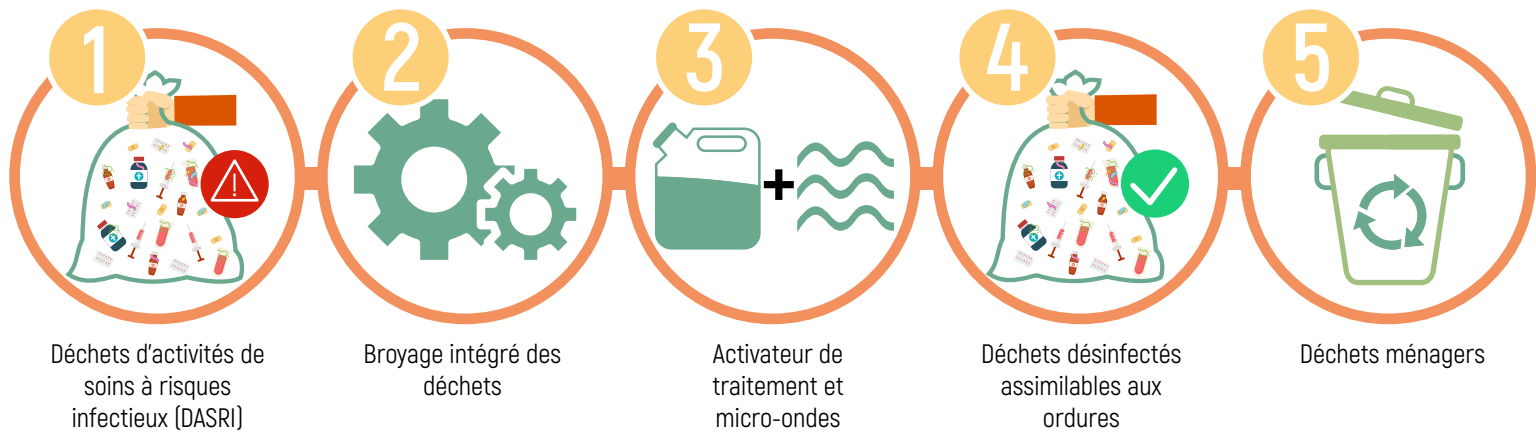 1
2
3
4
5
Déchets d'activités de
soins à risques
infectieux (DASRI)
Broyage intégré des
déchets
Activateur de
traitement et
micro-ondes
Déchets désinfectés
assimilables aux
ordures
Déchets ménagers